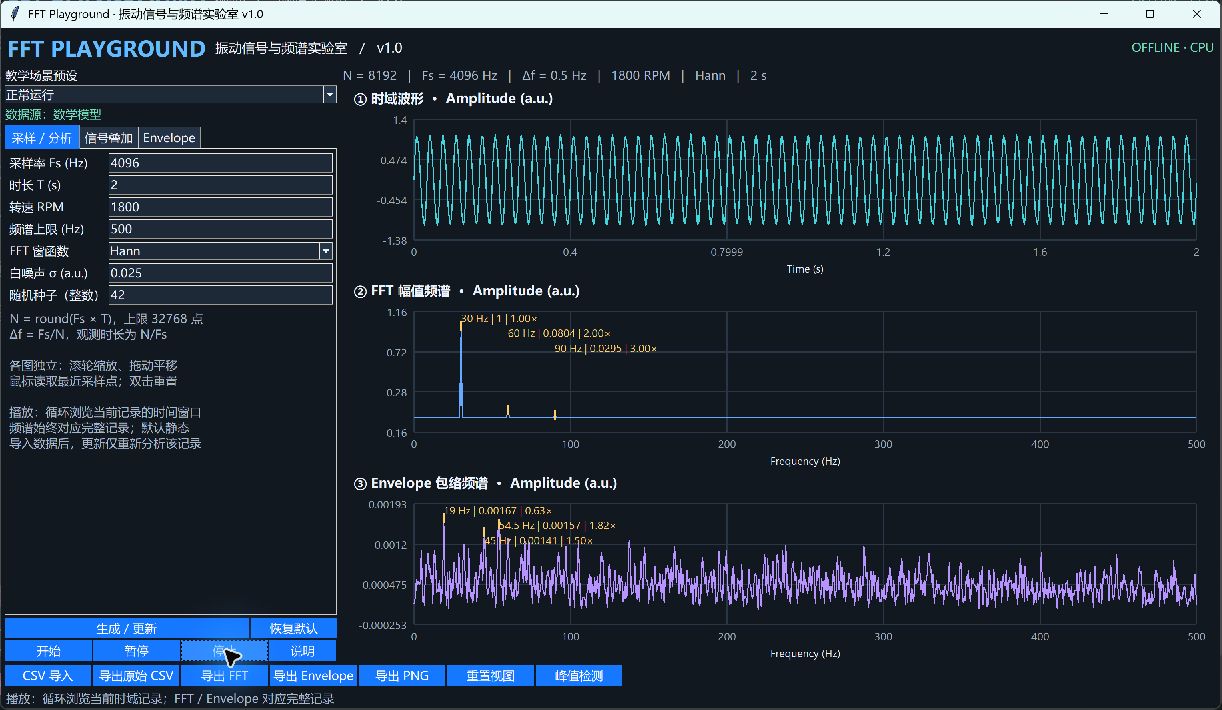 FFT Playground · 振动信号与频谱实验室 v1.0
FFT PLAYGROUND 振动信号与频谱实验室 / v1.0
OFFLINE · CPU
教学场景预设
正常运行
数据源：数学模型
采样 / 分析 信号叠加 Envelope
采样率 Fs (Hz) 4096
时长 T (s) 2
转速 RPM 1800
频谱上限 (Hz) 500
FFT 窗函数 Hann
白噪声 σ (a.u.) 0.025
随机种子（整数） 42
N = round(Fs × T)，上限 32768 点
Δf = Fs/N，观测时长为 N/Fs
各图独立：滚轮缩放、拖动平移
鼠标读取最近采样点；双击重置
播放：循环浏览当前记录的时间窗口
频谱始终对应完整记录；默认静态
导入数据后，更新仅重新分析该记录
N = 8192 | Fs = 4096 Hz | Δf = 0.5 Hz | 1800 RPM | Hann | 2 s
① 时域波形 · Amplitude (a.u.)
1.4
0.474
-0.454
-1.38
0 0.4 0.7999 1.2 1.6 2
Time (s)
② FFT 幅值频谱 · Amplitude (a.u.)
1.16
0.72
0.28
0.16
30 Hz | 1 | 1.00×
60 Hz | 0.0804 | 2.00×
90 Hz | 0.0295 | 3.00×
0 100 200 300 400 500
Frequency (Hz)
③ Envelope 包络频谱 · Amplitude (a.u.)
0.00193
0.0012
0.000475
-0.000253
19 Hz | 0.00167 | 0.63×
54.5 Hz | 0.00157 | 1.82×
45 Hz | 0.00141 | 1.50×
0 100 200 300 400 500
Frequency (Hz)
生成 / 更新 恢复默认
开始 暂停 停止 说明
CSV 导入 导出原始 CSV 导出 FFT 导出 Envelope 导出 PNG 重置视图 峰值检测
播放：循环浏览当前时域记录；FFT / Envelope 对应完整记录